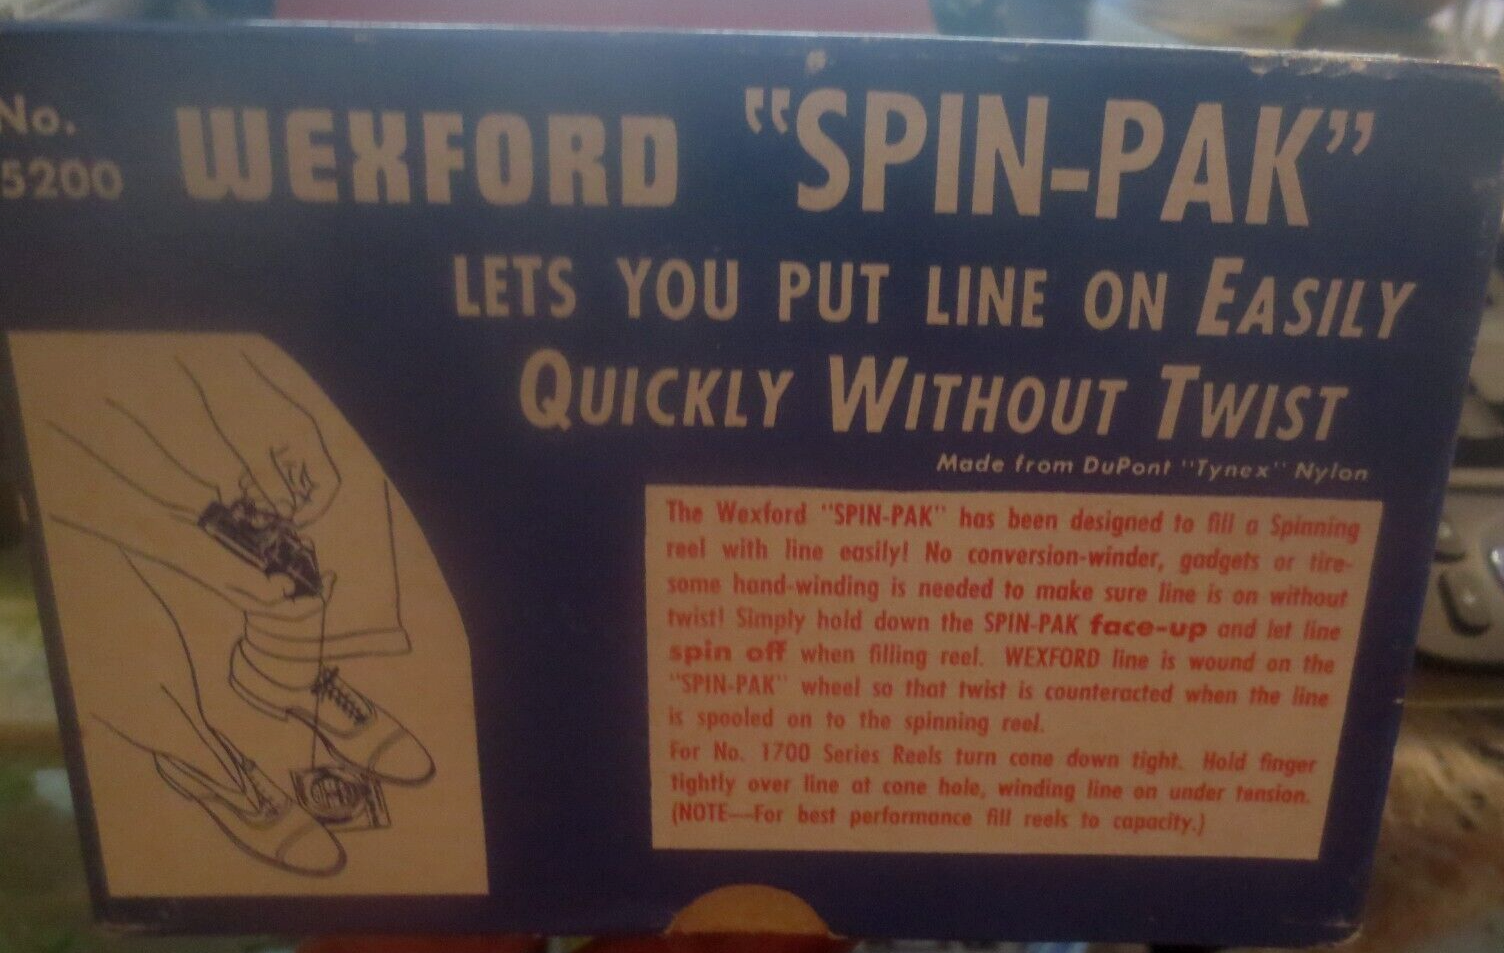 No.
5200
WEXFORD "SPIN-PAK"
LETS YOU PUT LINE ON EASILY
QUICKLY WITHOUT TWIST
Made from DuPont "Tynex" Nylon
The Wexford "SPIN-PAK" has been designed to fill a Spinning
reel with line easily! No conversion-winder, gadgets or tire-
some hand-winding is needed to make sure line is on without
twist! Simply hold down the SPIN-PAK face-up and let line
spin off when filling reel. WEXFORD line is wound on the
"SPIN-PAK" wheel so that twist is counteracted when the line
is spooled on to the spinning reel.
For No. 1700 Series Reels turn cone down tight. Hold finger
tightly over line at cone hole, winding line on under tension.
(NOTE—For best performance fill reels to capacity.)